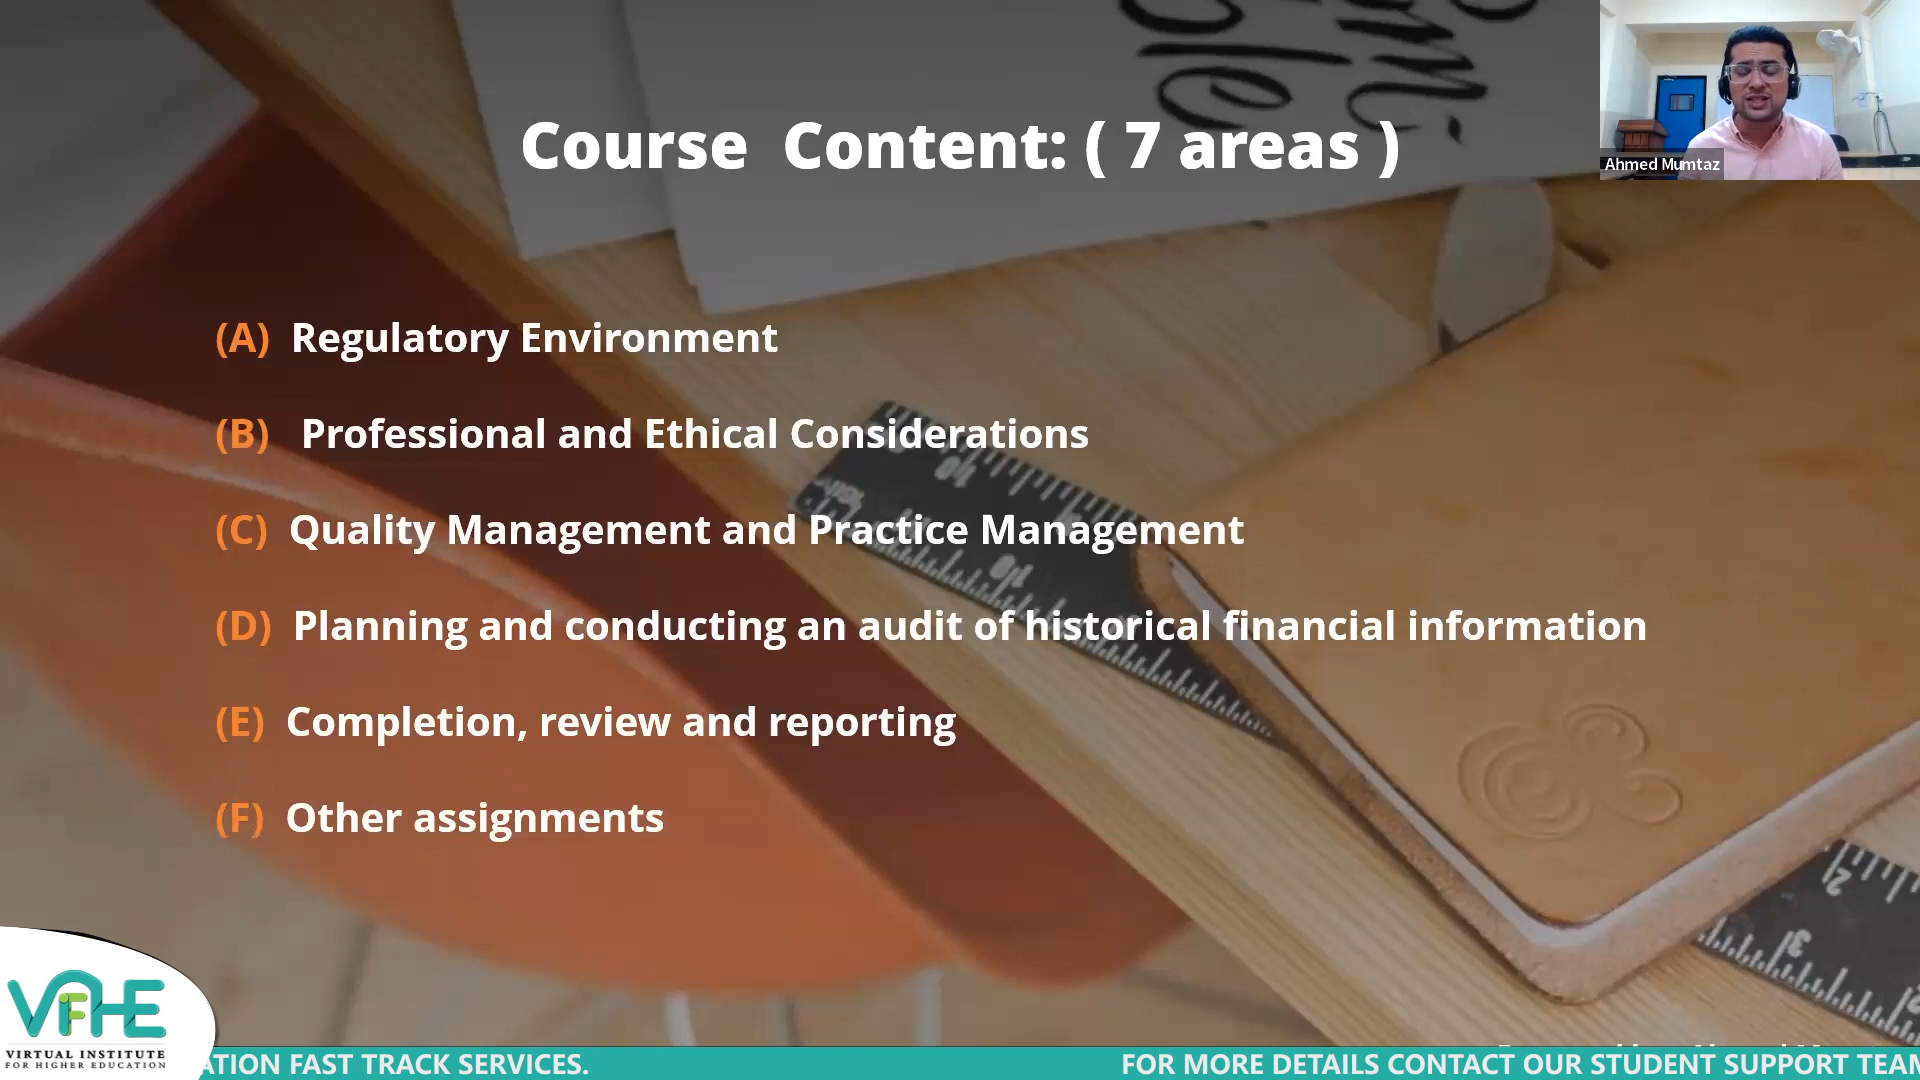 Course Content: ( 7 areas )
Ahmed Mumtaz
(A) Regulatory Environment
(B) Professional and Ethical Considerations
(C) Quality Management and Practice Management
(D) Planning and conducting an audit of historical financial information
(E) Completion, review and reporting
(F) Other assignments
VIFHE
VIRTUAL INSTITUTE
FOR HIGHER EDUCATION
ATION FAST TRACK SERVICES. FOR MORE DETAILS CONTACT OUR STUDENT SUPPORT TEAM